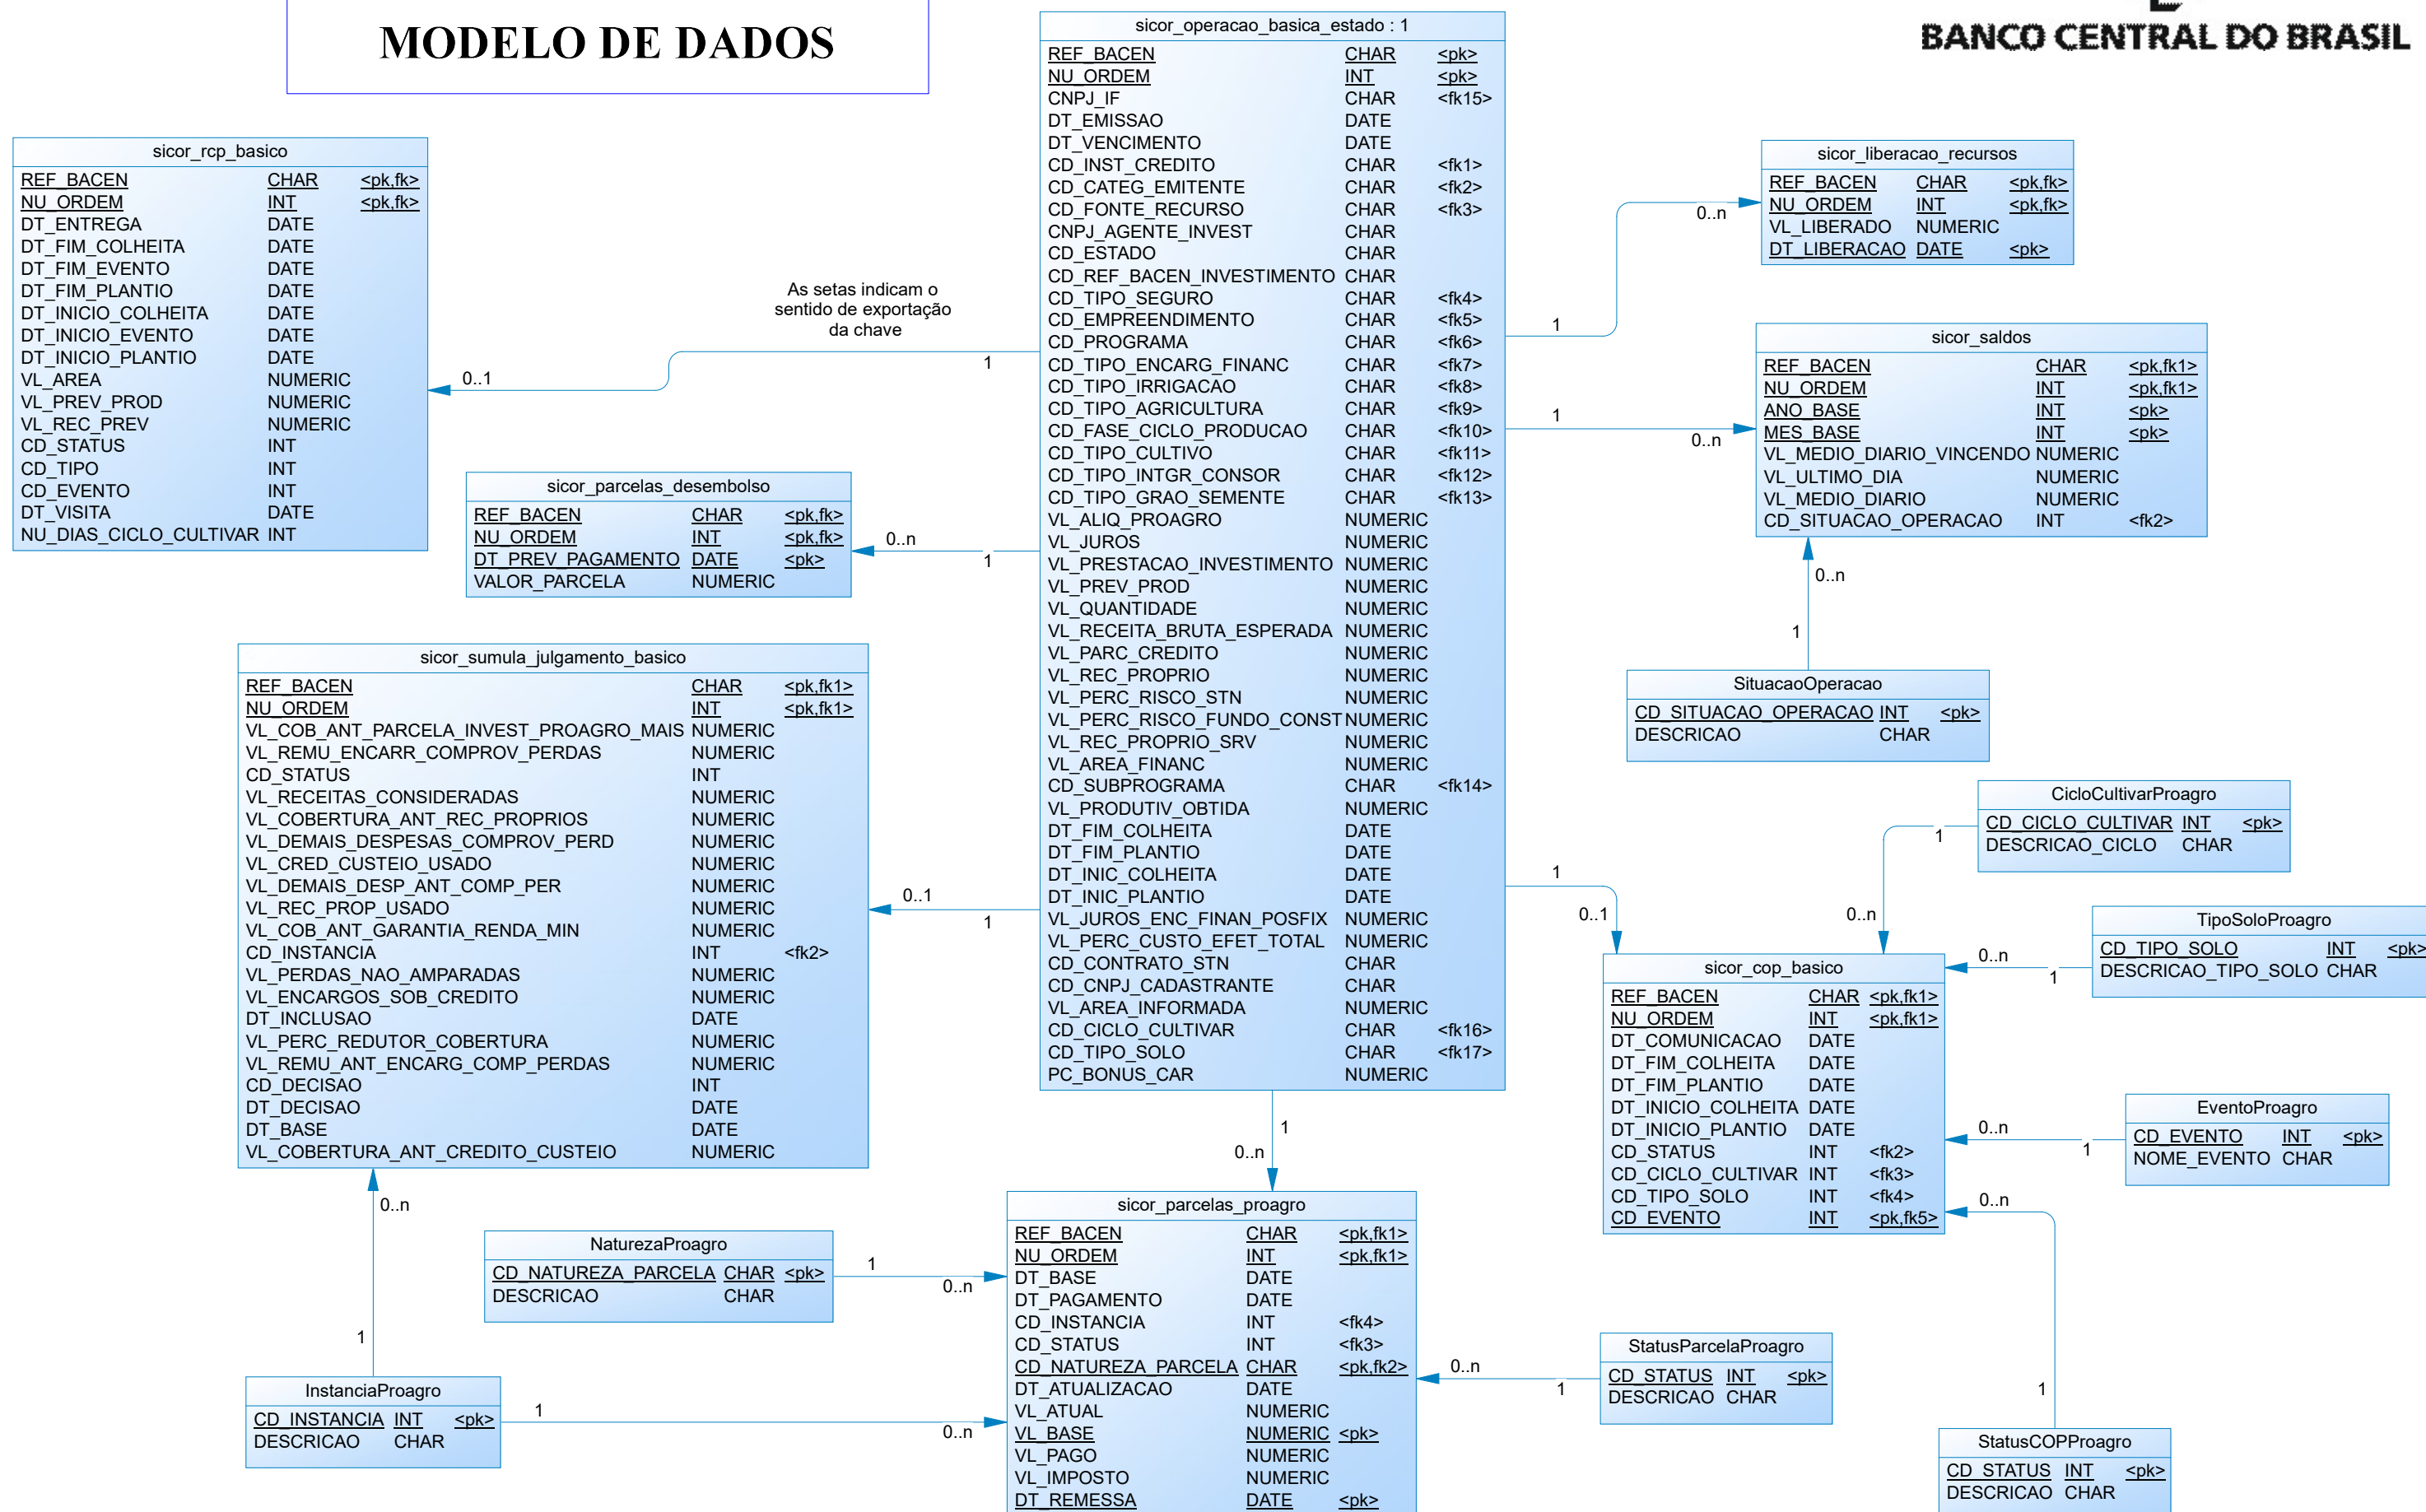 MODELO DE DADOS
BANCO CENTRAL DO BRASIL
sicor_operacao_basica_estado : 1
REF_BACEN CHAR <pk>
NU_ORDEM INT <pk>
CNPJ_IF CHAR <fk15>
DT_EMISSAO DATE
DT_VENCIMENTO DATE
CD_INST_CREDITO CHAR <fk1>
CD_CATEG_EMITENTE CHAR <fk2>
CD_FONTE_RECURSO CHAR <fk3>
CNPJ_AGENTE_INVEST CHAR
CD_ESTADO CHAR
CD_REF_BACEN_INVESTIMENTO CHAR
CD_TIPO_SEGURO CHAR <fk4>
CD_EMPREENDIMENTO CHAR <fk5>
CD_PROGRAMA CHAR <fk6>
CD_TIPO_ENCARG_FINANC CHAR <fk7>
CD_TIPO_IRRIGACAO CHAR <fk8>
CD_TIPO_AGRICULTURA CHAR <fk9>
CD_FASE_CICLO_PRODUCAO CHAR <fk10>
CD_TIPO_CULTIVO CHAR <fk11>
CD_TIPO_INTGR_CONSOR CHAR <fk12>
CD_TIPO_GRAO_SEMENTE CHAR <fk13>
VL_ALIQ_PROAGRO NUMERIC
VL_JUROS NUMERIC
VL_PRESTACAO_INVESTIMENTO NUMERIC
VL_PREV_PROD NUMERIC
VL_QUANTIDADE NUMERIC
VL_RECEITA_BRUTA_ESPERADA NUMERIC
VL_PARC_CREDITO NUMERIC
VL_REC_PROPRIO NUMERIC
VL_PERC_RISCO_STN NUMERIC
VL_PERC_RISCO_FUNDO_CONST NUMERIC
VL_REC_PROPRIO_SRV NUMERIC
VL_AREA_FINANC NUMERIC
CD_SUBPROGRAMA CHAR <fk14>
VL_PRODUTIV_OBTIDA NUMERIC
DT_FIM_COLHEITA DATE
DT_FIM_PLANTIO DATE
DT_INIC_COLHEITA DATE
DT_INIC_PLANTIO DATE
VL_JUROS_ENC_FINAN_POSFIX NUMERIC
VL_PERC_CUSTO_EFET_TOTAL NUMERIC
CD_CONTRATO_STN CHAR
CD_CNPJ_CADASTRANTE CHAR
VL_AREA_INFORMADA NUMERIC
CD_CICLO_CULTIVAR CHAR <fk16>
CD_TIPO_SOLO CHAR <fk17>
PC_BONUS_CAR NUMERIC
sicor_rcp_basico
REF_BACEN CHAR <pk,fk>
NU_ORDEM INT <pk,fk>
DT_ENTREGA DATE
DT_FIM_COLHEITA DATE
DT_FIM_EVENTO DATE
DT_FIM_PLANTIO DATE
DT_INICIO_COLHEITA DATE
DT_INICIO_EVENTO DATE
DT_INICIO_PLANTIO DATE
VL_AREA NUMERIC
VL_PREV_PROD NUMERIC
VL_REC_PREV NUMERIC
CD_STATUS INT
CD_TIPO INT
CD_EVENTO INT
DT_VISITA DATE
NU_DIAS_CICLO_CULTIVAR INT
As setas indicam o
sentido de exportação
da chave
1
0..1
sicor_liberacao_recursos
REF_BACEN CHAR <pk,fk>
NU_ORDEM INT <pk,fk>
VL_LIBERADO NUMERIC
DT_LIBERACAO DATE <pk>
0..n
1
sicor_saldos
REF_BACEN CHAR <pk,fk1>
NU_ORDEM INT <pk,fk1>
ANO_BASE INT <pk>
MES_BASE INT <pk>
VL_MEDIO_DIARIO_VINCENDO NUMERIC
VL_ULTIMO_DIA NUMERIC
VL_MEDIO_DIARIO NUMERIC
CD_SITUACAO_OPERACAO INT <fk2>
1
0..n
0..n
1
SituacaoOperacao
CD_SITUACAO_OPERACAO INT <pk>
DESCRICAO CHAR
sicor_parcelas_desembolso
REF_BACEN CHAR <pk,fk>
NU_ORDEM INT <pk,fk>
DT_PREV_PAGAMENTO DATE <pk>
VALOR_PARCELA NUMERIC
0..n
1
sicor_sumula_julgamento_basico
REF_BACEN CHAR <pk,fk1>
NU_ORDEM INT <pk,fk1>
VL_COB_ANT_PARCELA_INVEST_PROAGRO_MAIS NUMERIC
VL_REMU_ENCARR_COMPROV_PERDAS NUMERIC
CD_STATUS INT
VL_RECEITAS_CONSIDERADAS NUMERIC
VL_COBERTURA_ANT_REC_PROPRIOS NUMERIC
VL_DEMAIS_DESPESAS_COMPROV_PERD NUMERIC
VL_CRED_CUSTEIO_USADO NUMERIC
VL_DEMAIS_DESP_ANT_COMP_PER NUMERIC
VL_REC_PROP_USADO NUMERIC
VL_COB_ANT_GARANTIA_RENDA_MIN NUMERIC
CD_INSTANCIA INT <fk2>
VL_PERDAS_NAO_AMPARADAS NUMERIC
VL_ENCARGOS_SOB_CREDITO NUMERIC
DT_INCLUSAO DATE
VL_PERC_REDUTOR_COBERTURA NUMERIC
VL_REMU_ANT_ENCARG_COMP_PERDAS NUMERIC
CD_DECISAO INT
DT_DECISAO DATE
DT_BASE DATE
VL_COBERTURA_ANT_CREDITO_CUSTEIO NUMERIC
0..1
1
CicloCultivarProagro
CD_CICLO_CULTIVAR INT <pk>
DESCRICAO_CICLO CHAR
1
0..n
TipoSoloProagro
CD_TIPO_SOLO INT <pk>
DESCRICAO_TIPO_SOLO CHAR
0..n
1
1
0..1
sicor_cop_basico
REF_BACEN CHAR <pk,fk1>
NU_ORDEM INT <pk,fk1>
DT_COMUNICACAO DATE
DT_FIM_COLHEITA DATE
DT_FIM_PLANTIO DATE
DT_INICIO_COLHEITA DATE
DT_INICIO_PLANTIO DATE
CD_STATUS INT <fk2>
CD_CICLO_CULTIVAR INT <fk3>
CD_TIPO_SOLO INT <fk4>
CD_EVENTO INT <pk,fk5>
EventoProagro
CD_EVENTO INT <pk>
NOME_EVENTO CHAR
0..n
1
0..n
1
1
0..n
sicor_parcelas_proagro
REF_BACEN CHAR <pk,fk1>
NU_ORDEM INT <pk,fk1>
DT_BASE DATE
DT_PAGAMENTO DATE
CD_INSTANCIA INT <fk4>
CD_STATUS INT <fk3>
CD_NATUREZA_PARCELA CHAR <pk,fk2>
DT_ATUALIZACAO DATE
VL_ATUAL NUMERIC
VL_BASE NUMERIC <pk>
VL_PAGO NUMERIC
VL_IMPOSTO NUMERIC
DT_REMESSA DATE <pk>
NaturezaProagro
CD_NATUREZA_PARCELA CHAR <pk>
DESCRICAO CHAR
1
0..n
0..n
1
InstanciaProagro
CD_INSTANCIA INT <pk>
DESCRICAO CHAR
1
0..n
StatusParcelaProagro
CD_STATUS INT <pk>
DESCRICAO CHAR
0..n
1
StatusCOPProagro
CD_STATUS INT <pk>
DESCRICAO CHAR